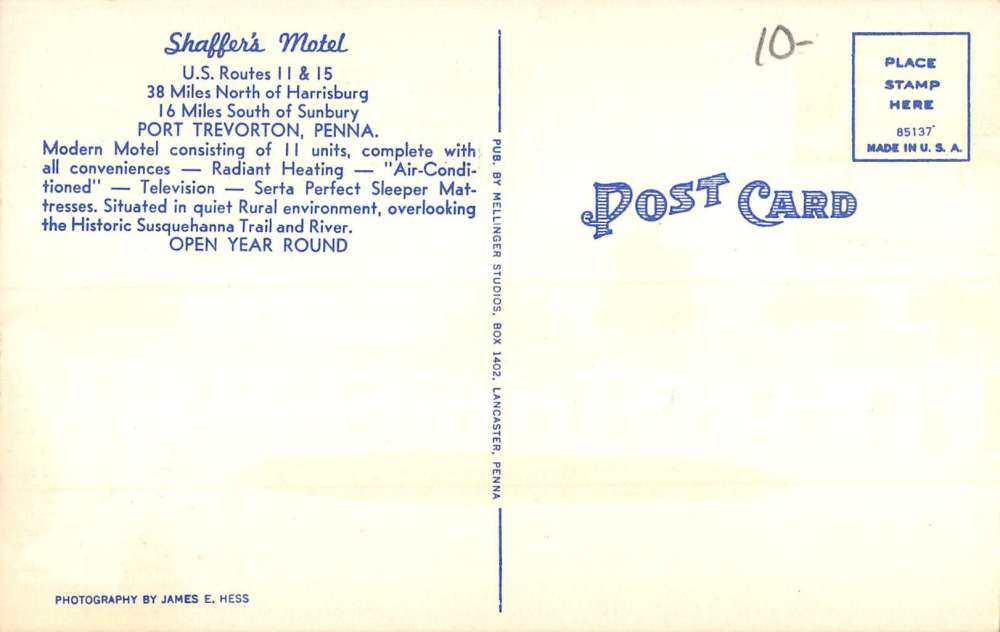 Shaffer's Motel
U.S. Routes 11 & 15
38 Miles North of Harrisburg
16 Miles South of Sunbury
PORT TREVORTON, PENNA.
Modern Motel consisting of 11 units, complete with
all conveniences — Radiant Heating — "Air-Condi-
tioned" — Television — Serta Perfect Sleeper Mat-
tresses. Situated in quiet Rural environment, overlooking
the Historic Susquehanna Trail and River.
OPEN YEAR ROUND
PHOTOGRAPHY BY JAMES E. HESS
PUB. BY MELLINGER STUDIOS, BOX 1402, LANCASTER, PENNA
10-
PLACE
STAMP
HERE
85137
MADE IN U. S. A.
POST CARD